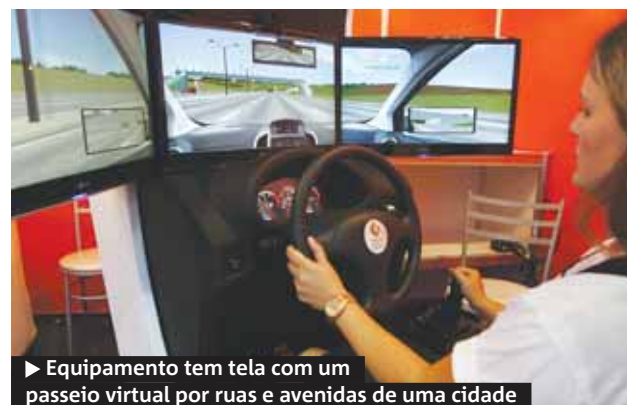 ▶ Equipamento tem tela com um
passeio virtual por ruas e avenidas de uma cidade